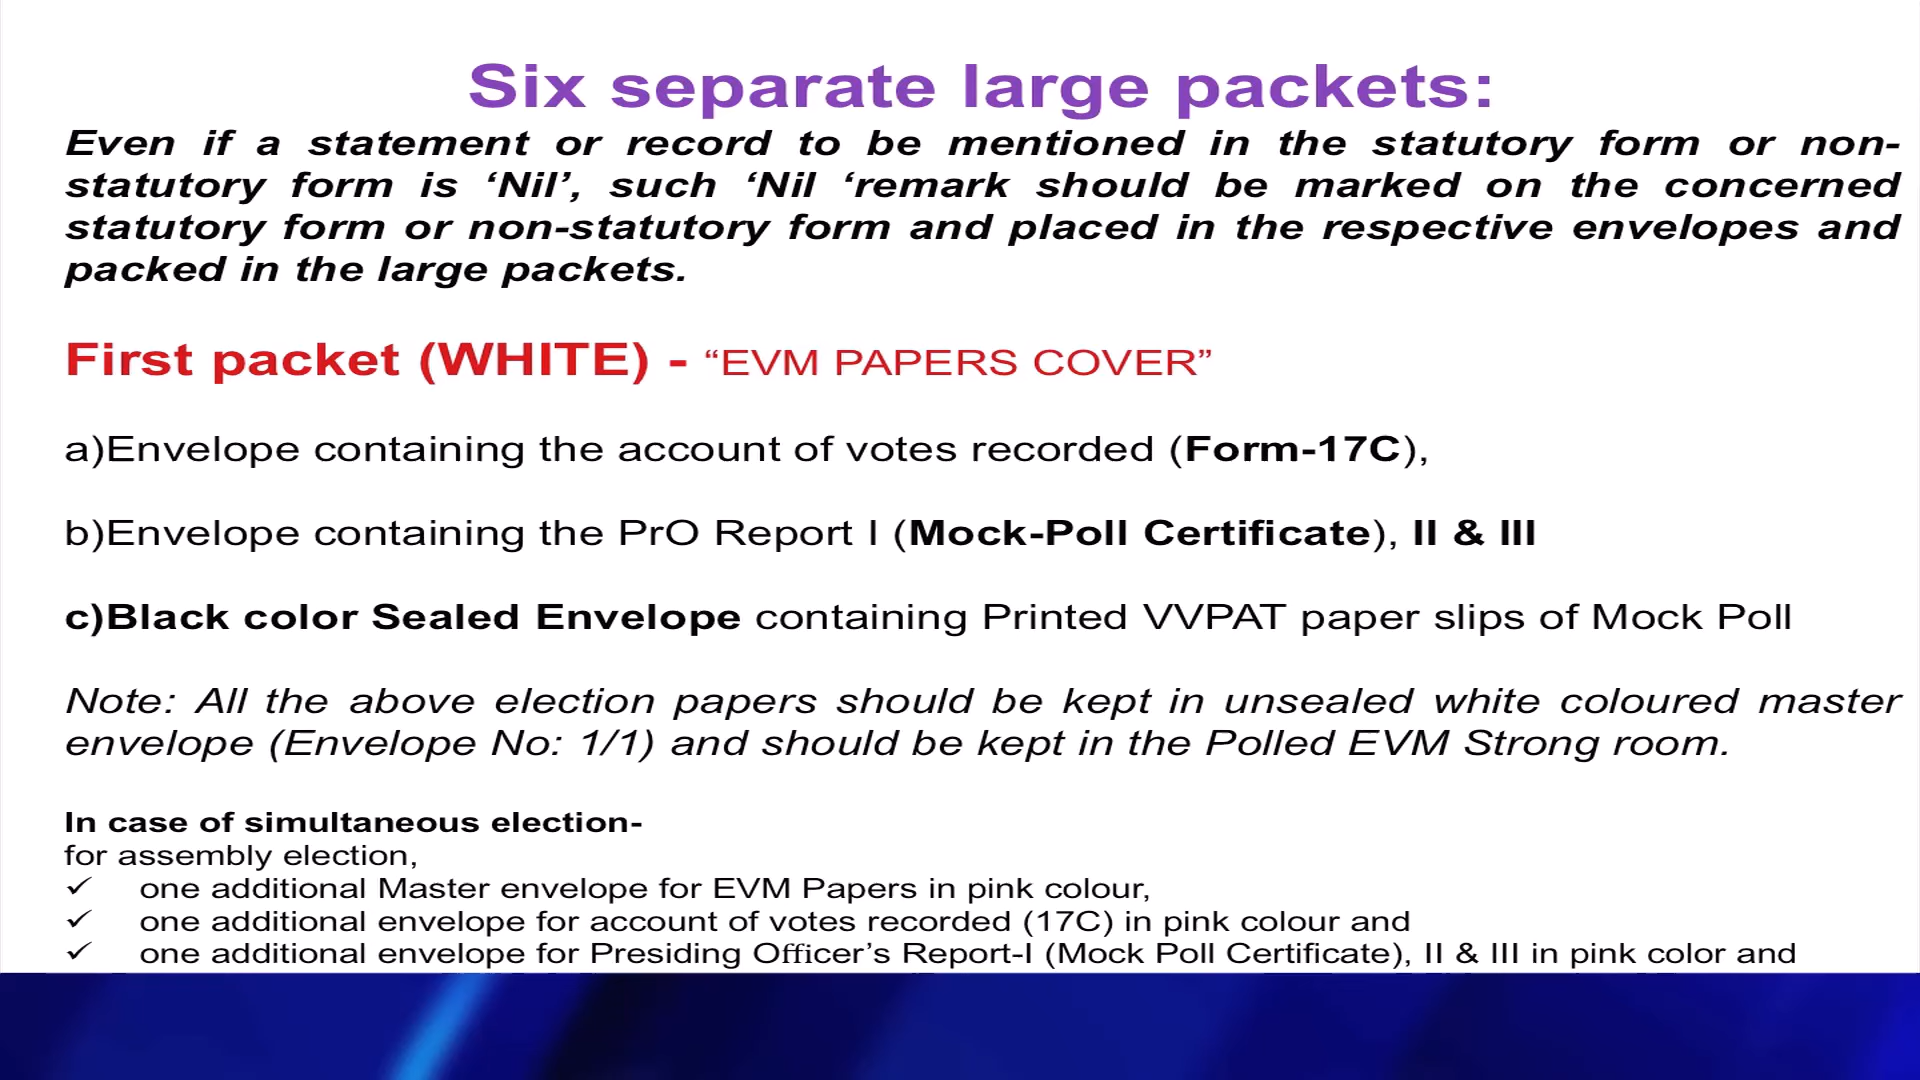 Six separate large packets:
Even if a statement or record to be mentioned in the statutory form or non-
statutory form is ‘Nil’, such ‘Nil ‘remark should be marked on the concerned
statutory form or non-statutory form and placed in the respective envelopes and
packed in the large packets.
First packet (WHITE) - “EVM PAPERS COVER”
a)Envelope containing the account of votes recorded (Form-17C),
b)Envelope containing the PrO Report I (Mock-Poll Certificate), II & III
c)Black color Sealed Envelope containing Printed VVPAT paper slips of Mock Poll
Note: All the above election papers should be kept in unsealed white coloured master
envelope (Envelope No: 1/1) and should be kept in the Polled EVM Strong room.
In case of simultaneous election-
for assembly election,
✓ one additional Master envelope for EVM Papers in pink colour,
✓ one additional envelope for account of votes recorded (17C) in pink colour and
✓ one additional envelope for Presiding Officer’s Report-I (Mock Poll Certificate), II & III in pink color and